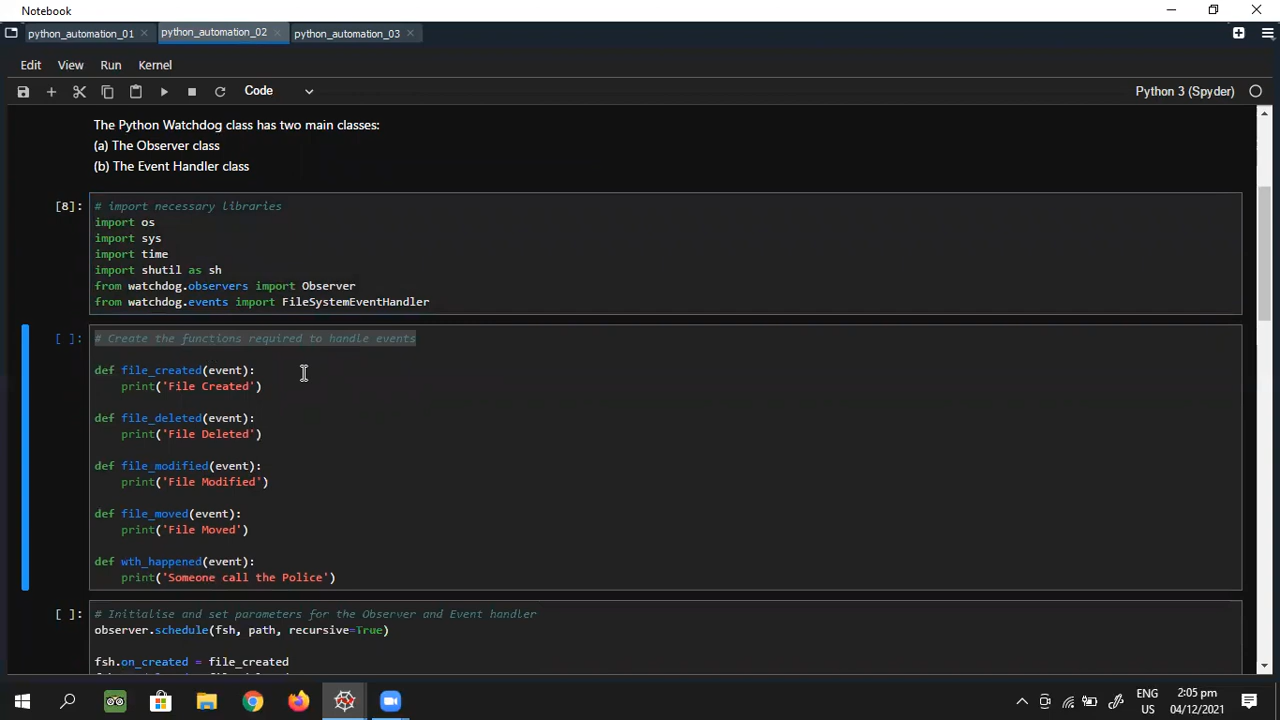 Notebook
python_automation_01
python_automation_02
python_automation_03
Edit View Run Kernel
Code
Python 3 (Spyder)
The Python Watchdog class has two main classes:
(a) The Observer class
(b) The Event Handler class
[8]: # import necessary libraries
import os
import sys
import time
import shutil as sh
from watchdog.observers import Observer
from watchdog.events import FileSystemEventHandler
[ ]: # Create the functions required to handle events
def file_created(event):
print('File Created')
def file_deleted(event):
print('File Deleted')
def file_modified(event):
print('File Modified')
def file_moved(event):
print('File Moved')
def wth_happened(event):
print('Someone call the Police')
[ ]: # Initialise and set parameters for the Observer and Event handler
observer.schedule(fsh, path, recursive=True)
fsh.on_created = file_created
ENG
US
2:05 pm
04/12/2021